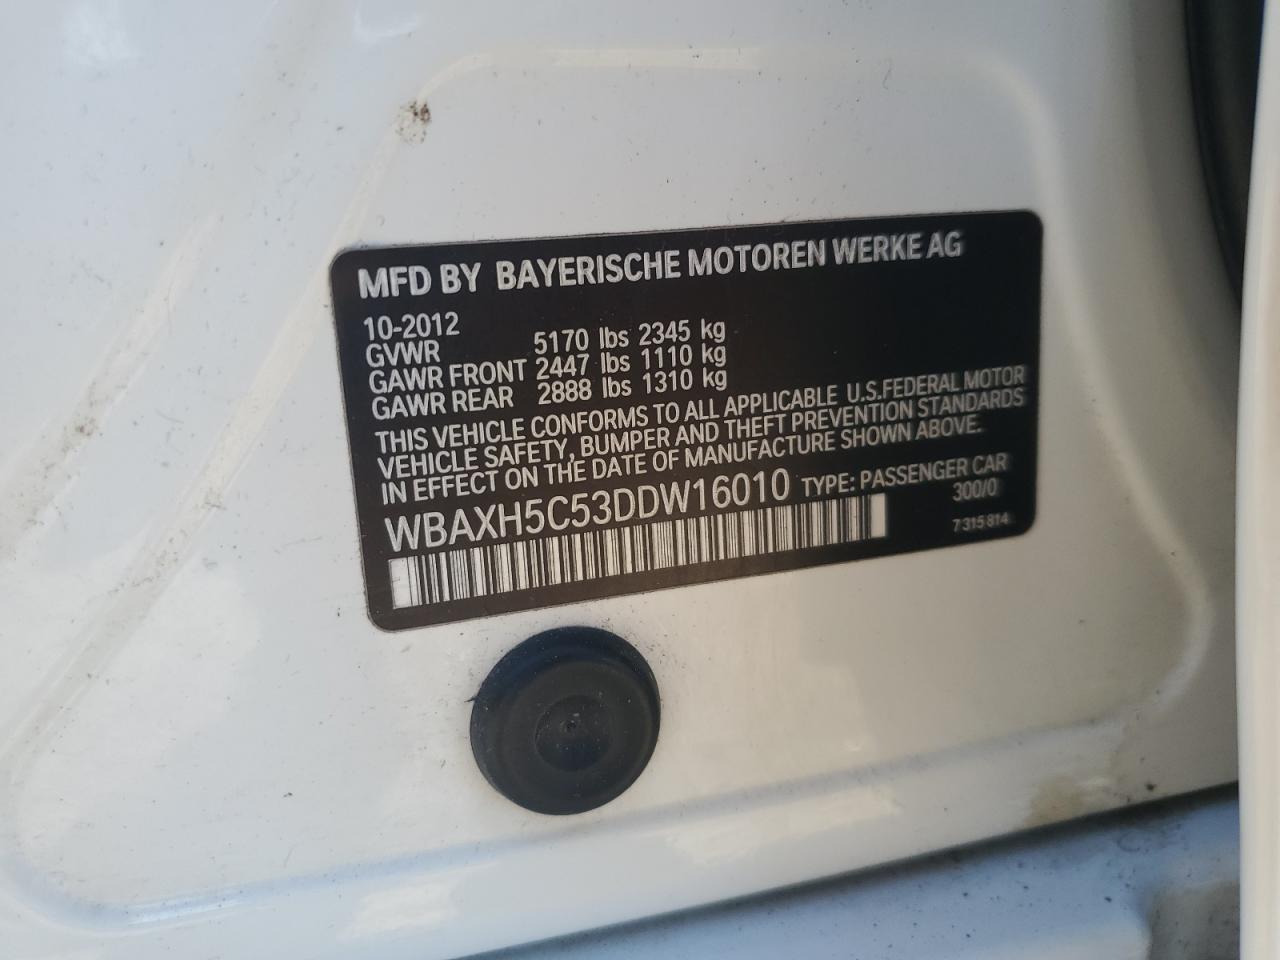 MFD BY BAYERISCHE MOTOREN WERKE AG
10-2012
GVWR 5170 lbs 2345 kg
GAWR FRONT 2447 lbs 1110 kg
GAWR REAR 2888 lbs 1310 kg
THIS VEHICLE CONFORMS TO ALL APPLICABLE U.S.FEDERAL MOTOR
VEHICLE SAFETY, BUMPER AND THEFT PREVENTION STANDARDS
IN EFFECT ON THE DATE OF MANUFACTURE SHOWN ABOVE.
WBAXH5C53DDW16010 TYPE: PASSENGER CAR
300/0
7 315 814